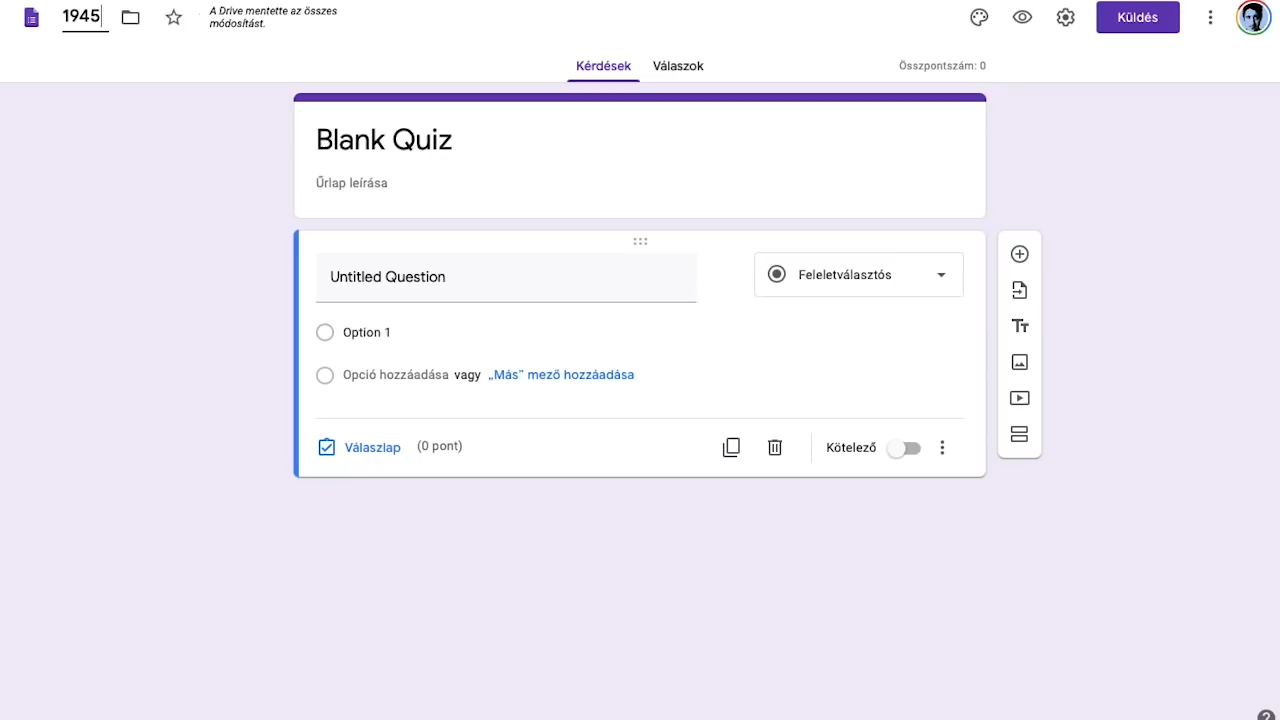 1945
A Drive mentette az összes
módosítást.
Küldés
Kérdések
Válaszok
Összpontszám: 0
Blank Quiz
Űrlap leírása
Untitled Question
Feleletválasztós
Option 1
Opció hozzáadása vagy „Más” mező hozzáadása
Válaszlap (0 pont)
Kötelező